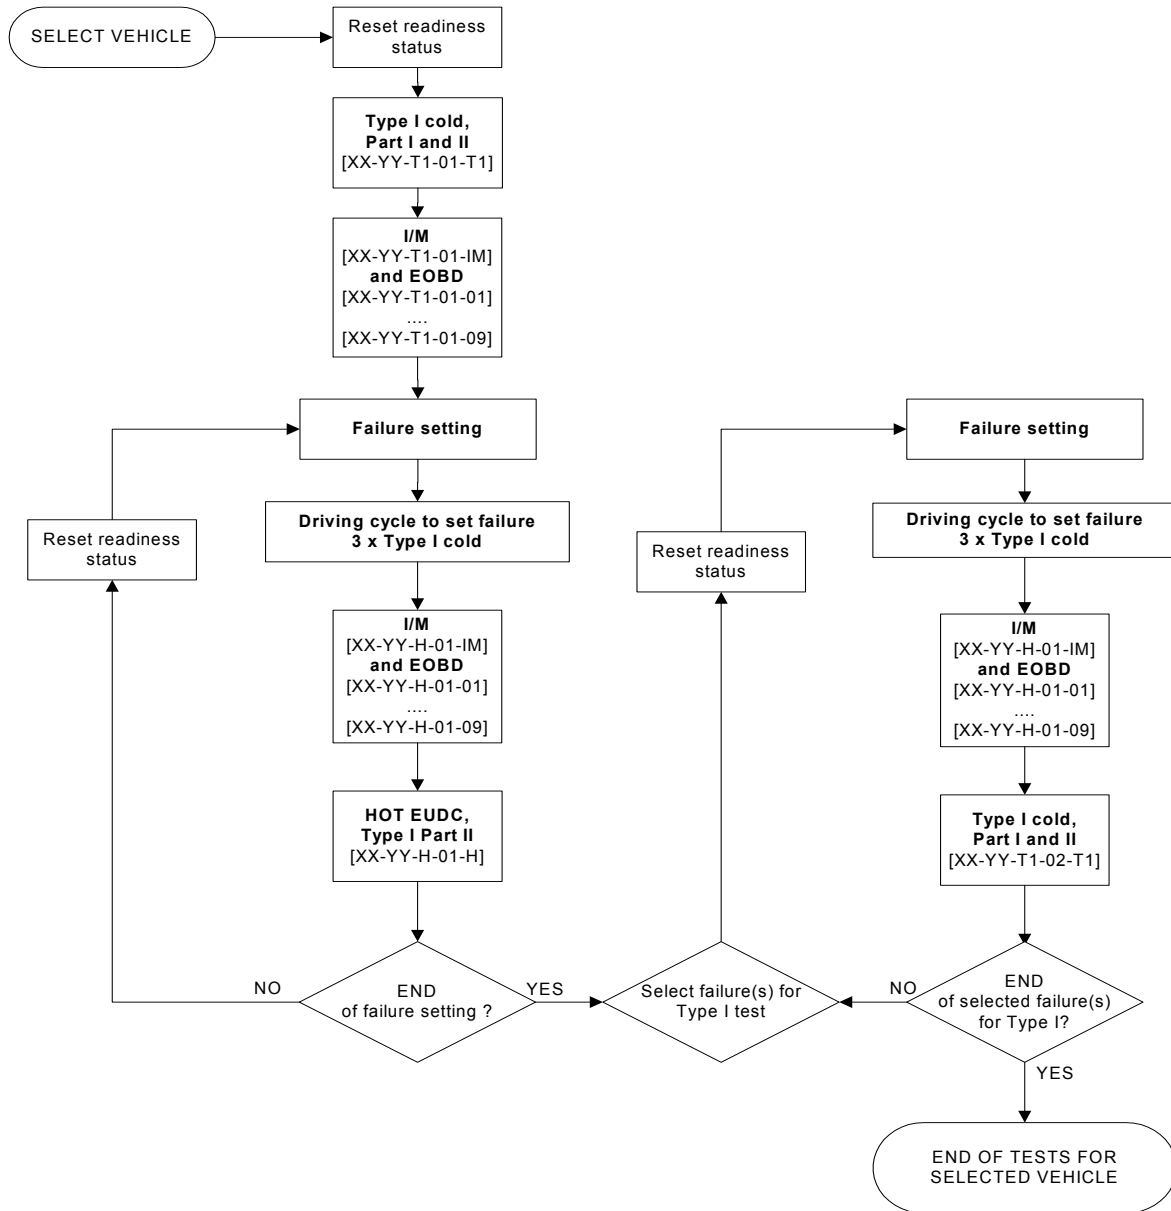 SELECT VEHICLE
Reset readiness
status
Type I cold,
Part I and II
[XX-YY-T1-01-T1]
I/M
[XX-YY-T1-01-IM]
and EOBD
[XX-YY-T1-01-01]
....
[XX-YY-T1-01-09]
Failure setting
Driving cycle to set failure
3 x Type I cold
Reset readiness
status
I/M
[XX-YY-H-01-IM]
and EOBD
[XX-YY-H-01-01]
....
[XX-YY-H-01-09]
HOT EUDC,
Type I Part II
[XX-YY-H-01-H]
NO
END
of failure setting ?
YES
Select failure(s) for
Type I test
Reset readiness
status
Failure setting
Driving cycle to set failure
3 x Type I cold
I/M
[XX-YY-H-01-IM]
and EOBD
[XX-YY-H-01-01]
....
[XX-YY-H-01-09]
Type I cold,
Part I and II
[XX-YY-T1-02-T1]
NO
END
of selected failure(s)
for Type I?
YES
END OF TESTS FOR
SELECTED VEHICLE